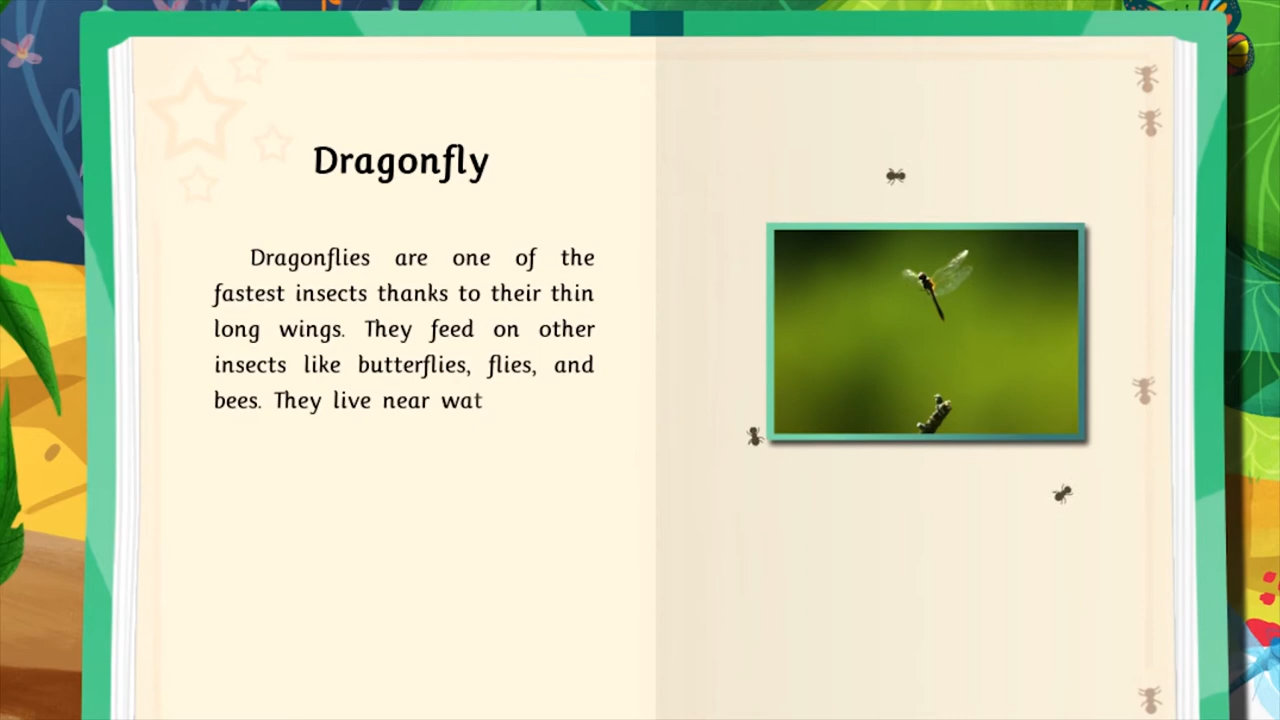 Dragonfly
Dragonflies are one of the
fastest insects thanks to their thin
long wings. They feed on other
insects like butterflies, flies, and
bees. They live near wat